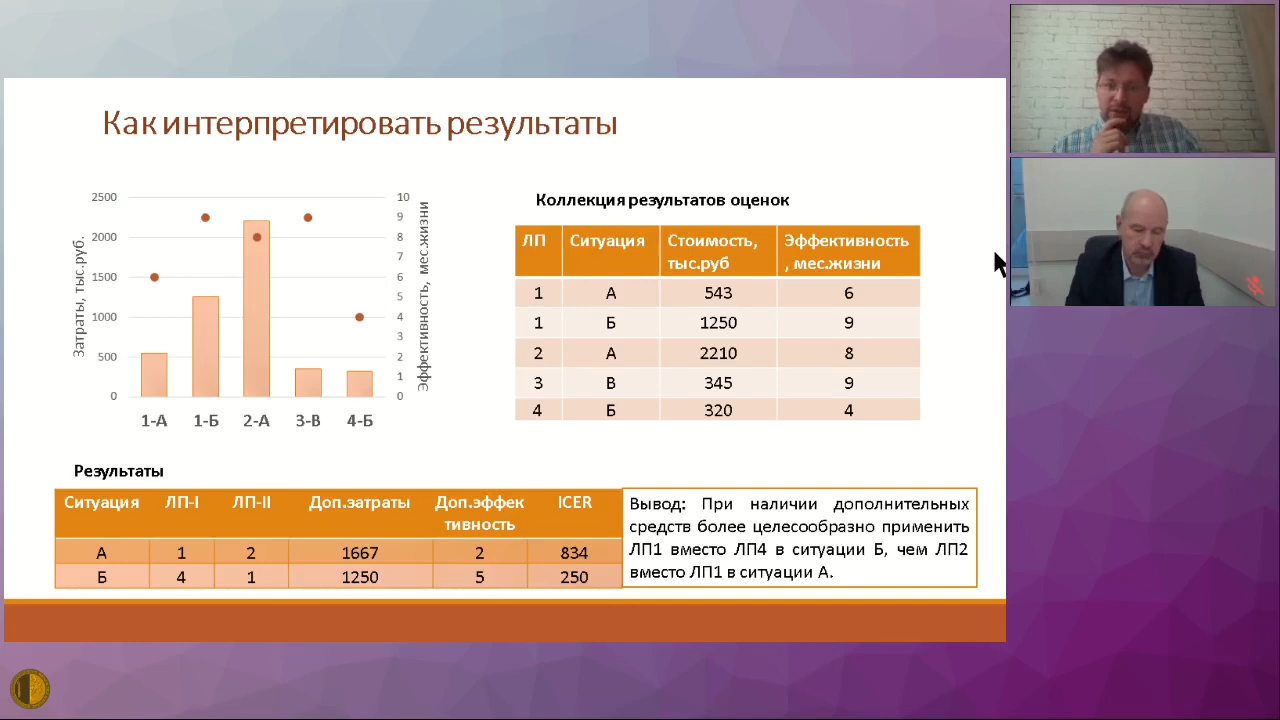 Как интерпретировать результаты
Затраты, тыс.руб.
2500
2000
1500
1000
500
0
10
9
8
7
6
5
4
3
2
1
0
Эффективность, мес.жизни
1-А 1-Б 2-А 3-В 4-Б
Коллекция результатов оценок
ЛП Ситуация Стоимость, Эффективность
тыс.руб , мес.жизни
1 А 543 6
1 Б 1250 9
2 А 2210 8
3 В 345 9
4 Б 320 4
Результаты
Ситуация ЛП-I ЛП-II Доп.затраты Доп.эффек ICER
тивность
А 1 2 1667 2 834
Б 4 1 1250 5 250
Вывод: При наличии дополнительных
средств более целесообразно применить
ЛП1 вместо ЛП4 в ситуации Б, чем ЛП2
вместо ЛП1 в ситуации А.